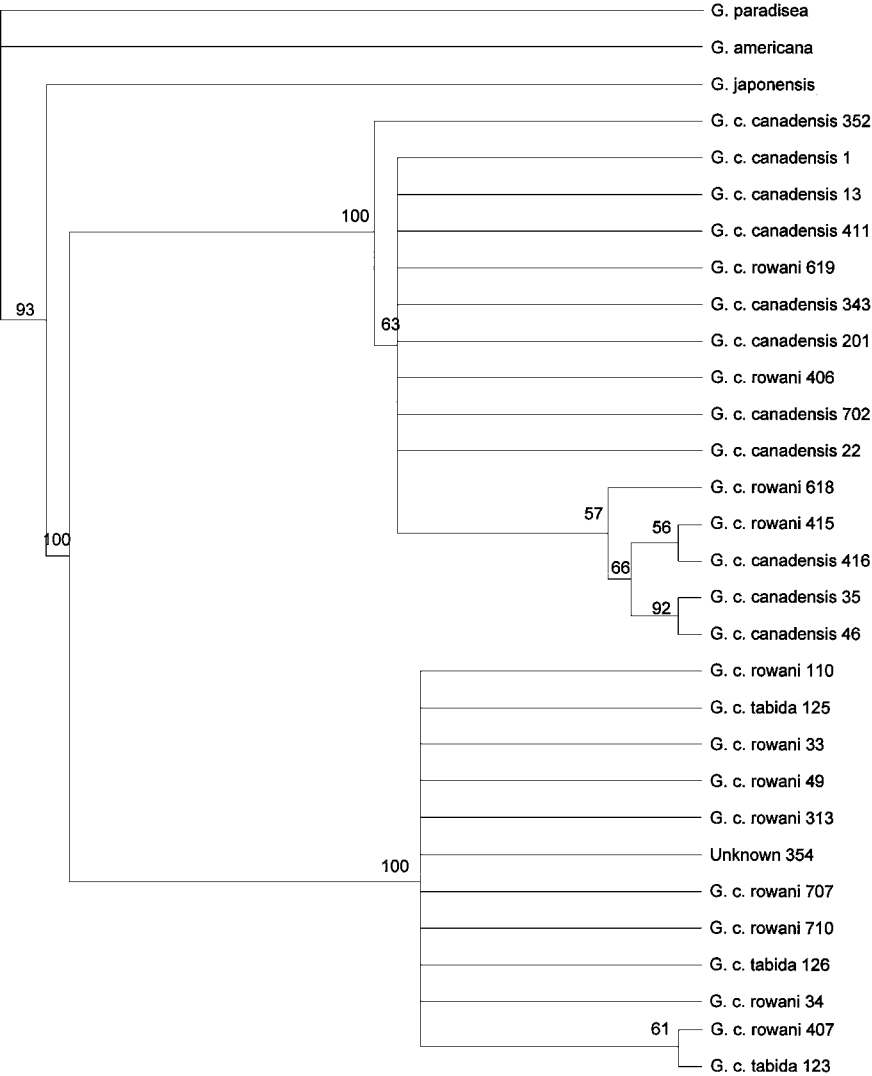 G. paradisea
G. americana
G. japonensis
G. c. canadensis 352
G. c. canadensis 1
G. c. canadensis 13
100
G. c. canadensis 411
G. c. rowani 619
93
G. c. canadensis 343
63
G. c. canadensis 201
G. c. rowani 406
G. c. canadensis 702
G. c. canadensis 22
G. c. rowani 618
57
56
G. c. rowani 415
100
G. c. canadensis 416
66
G. c. canadensis 35
92
G. c. canadensis 46
G. c. rowani 110
G. c. tabida 125
G. c. rowani 33
G. c. rowani 49
G. c. rowani 313
Unknown 354
100
G. c. rowani 707
G. c. rowani 710
G. c. tabida 126
G. c. rowani 34
61
G. c. rowani 407
G. c. tabida 123